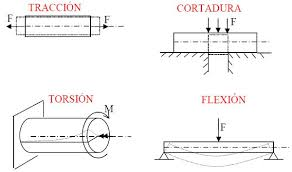 TRACCIÓN
F F
CORTADURA
F
TORSIÓN
M
FLEXIÓN
F